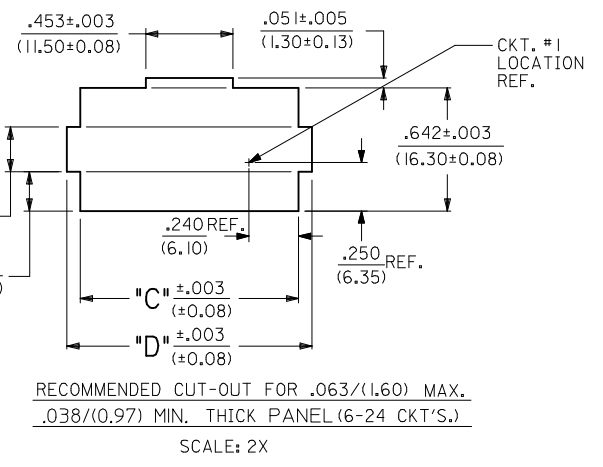 .453±.003
(11.50±0.08)
.051±.005
(1.30±0.13)
CKT. #1
LOCATION
REF.
.642±.003
(16.30±0.08)
.240 REF.
(6.10)
.250 REF.
(6.35)
"C" ±.003
(±0.08)
"D" ±.003
(±0.08)
)
RECOMMENDED CUT-OUT FOR .063/(1.60) MAX.
.038/(0.97) MIN. THICK PANEL(6-24 CKT'S.)
SCALE: 2X